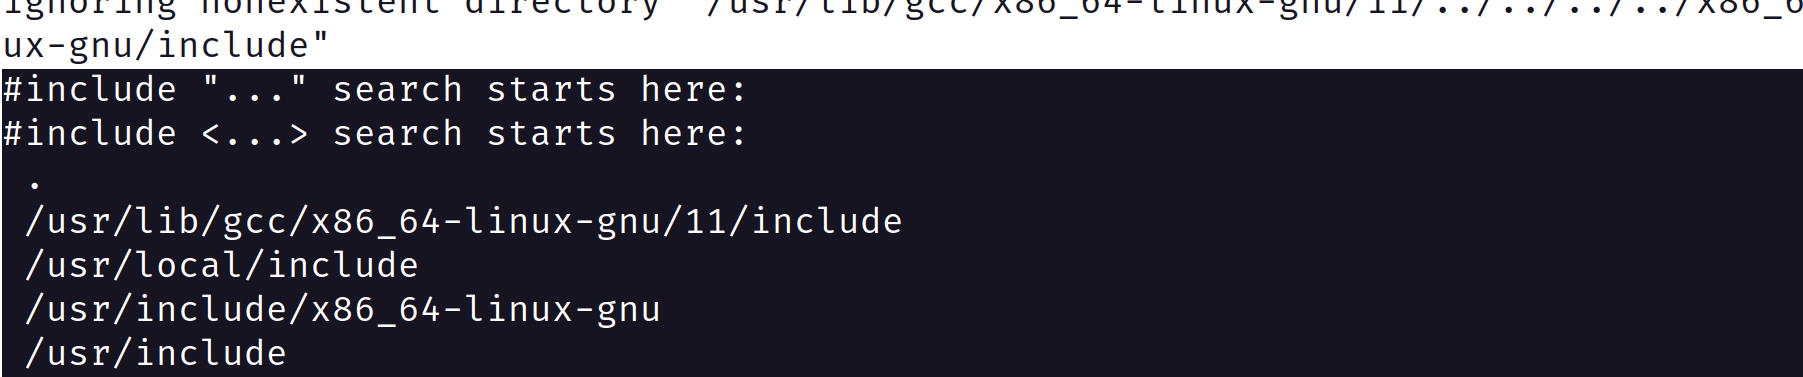 ignoring nonexistent directory "/usr/lib/gcc/x86_64-linux-gnu/11/../../../../x86_6
ux-gnu/include"
#include "..." search starts here:
#include <...> search starts here:
 .
 /usr/lib/gcc/x86_64-linux-gnu/11/include
 /usr/local/include
 /usr/include/x86_64-linux-gnu
 /usr/include